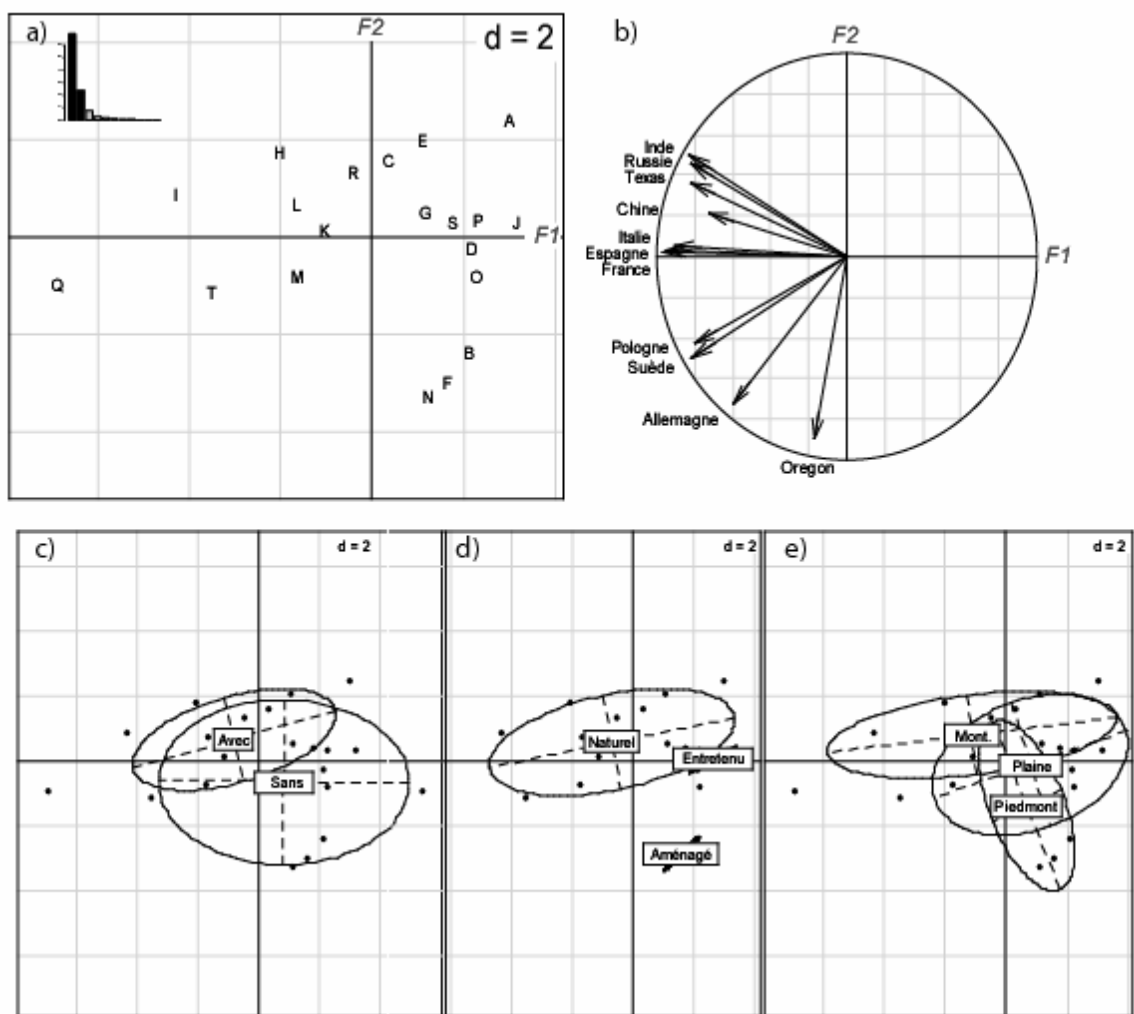 a)
F2
d = 2
A
E
H
C
R
I
L
G
S
P
J
K
F1
D
M
O
Q
T
B
F
N
b)
F2
Inde
Russie
Texas
Chine
Italie
Espagne
France
F1
Pologne
Suède
Allemagne
Oregon
c)
d = 2
Avec
Sans
d)
d = 2
Naturel
Entretenu
Aménagé
e)
d = 2
Mont.
Plaine
Piedmont